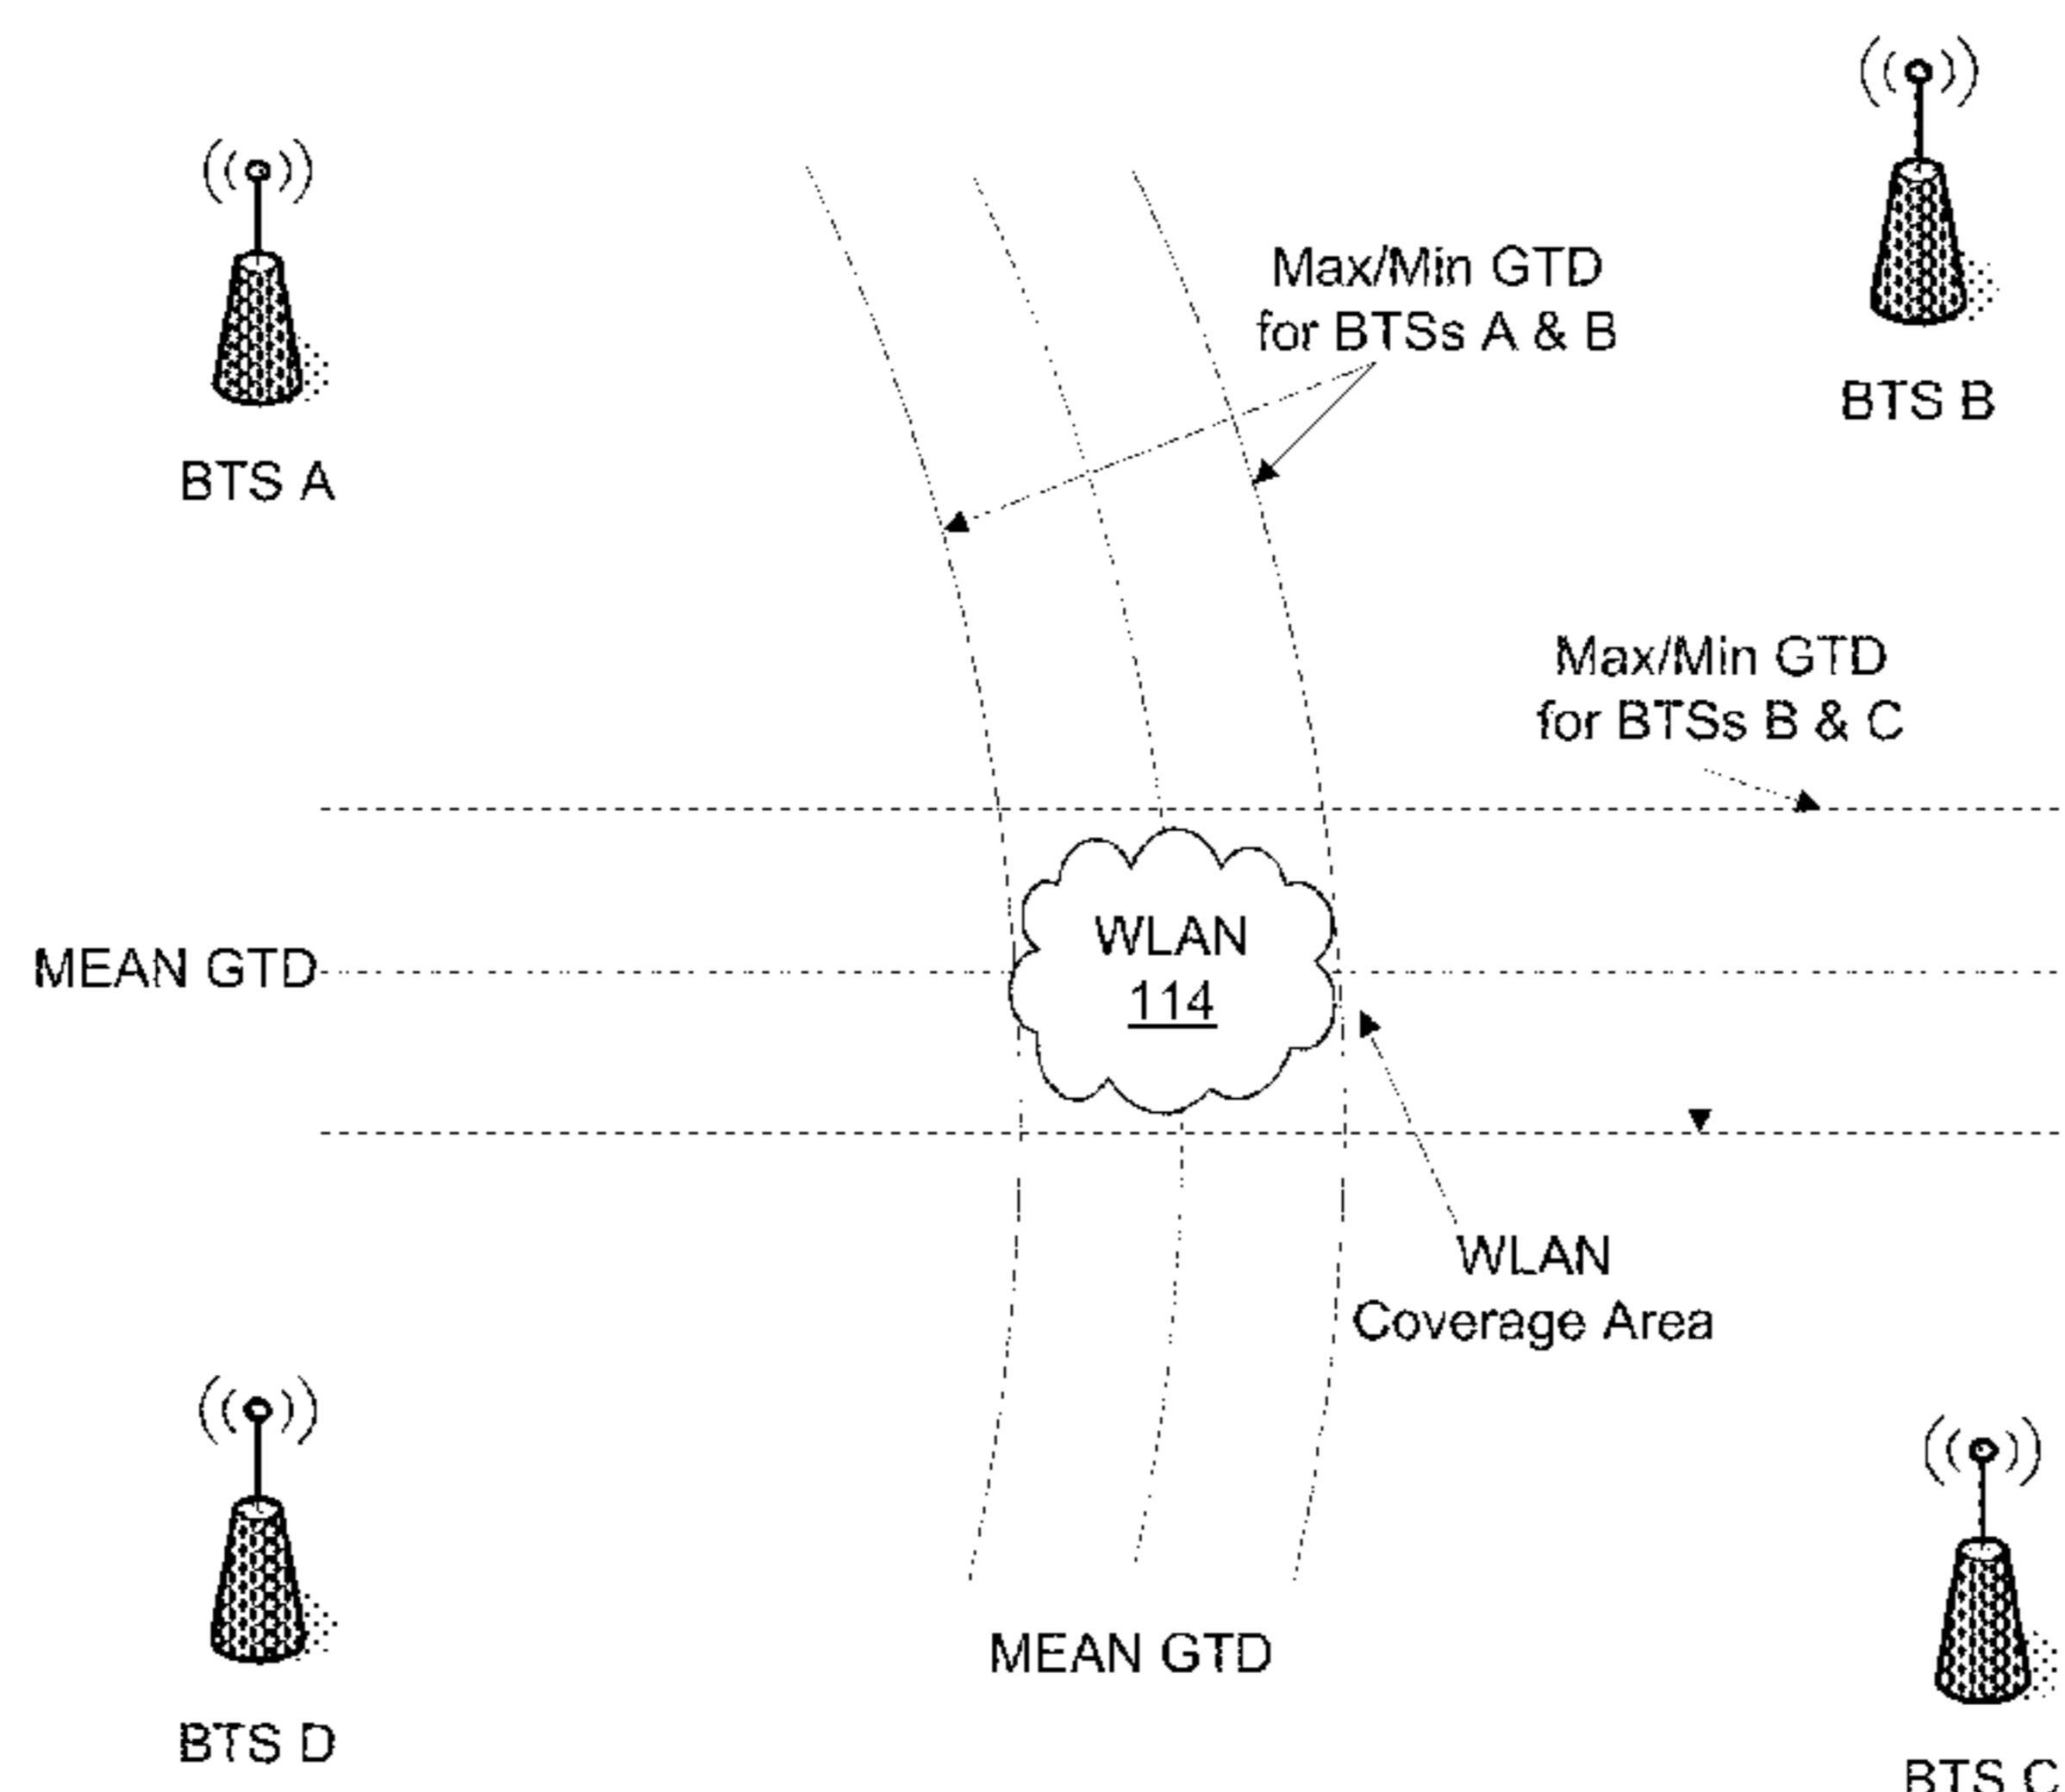 Max/Min GTD
for BTSs A & B
BTS B
BTS A
Max/Min GTD
for BTSs B & C
WLAN
MEAN GTD
114
WLAN
Coverage Area
MEAN GTD
BTS D
BTS C